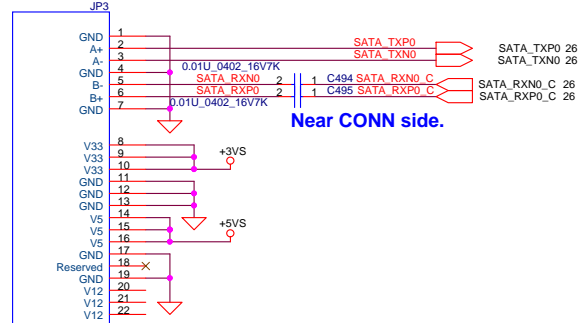 JP3
GND 1
A+ 2 SATA_TXP0 SATA_TXP0 26
A- 3 SATA_TXN0 SATA_TXN0 26
GND 4 0.01U_0402_16V7K
B- 5 SATA_RXN0 2 1 C494 SATA_RXN0_C SATA_RXN0_C 26
B+ 6 SATA_RXP0 2 1 C495 SATA_RXP0_C SATA_RXP0_C 26
GND 7 0.01U_0402_16V7K
Near CONN side.
V33 8
V33 9 +3VS
V33 10
GND 11
GND 12
GND 13
V5 14
V5 15 +5VS
V5 16
GND 17
Reserved 18
GND 19
V12 20
V12 21
V12 22